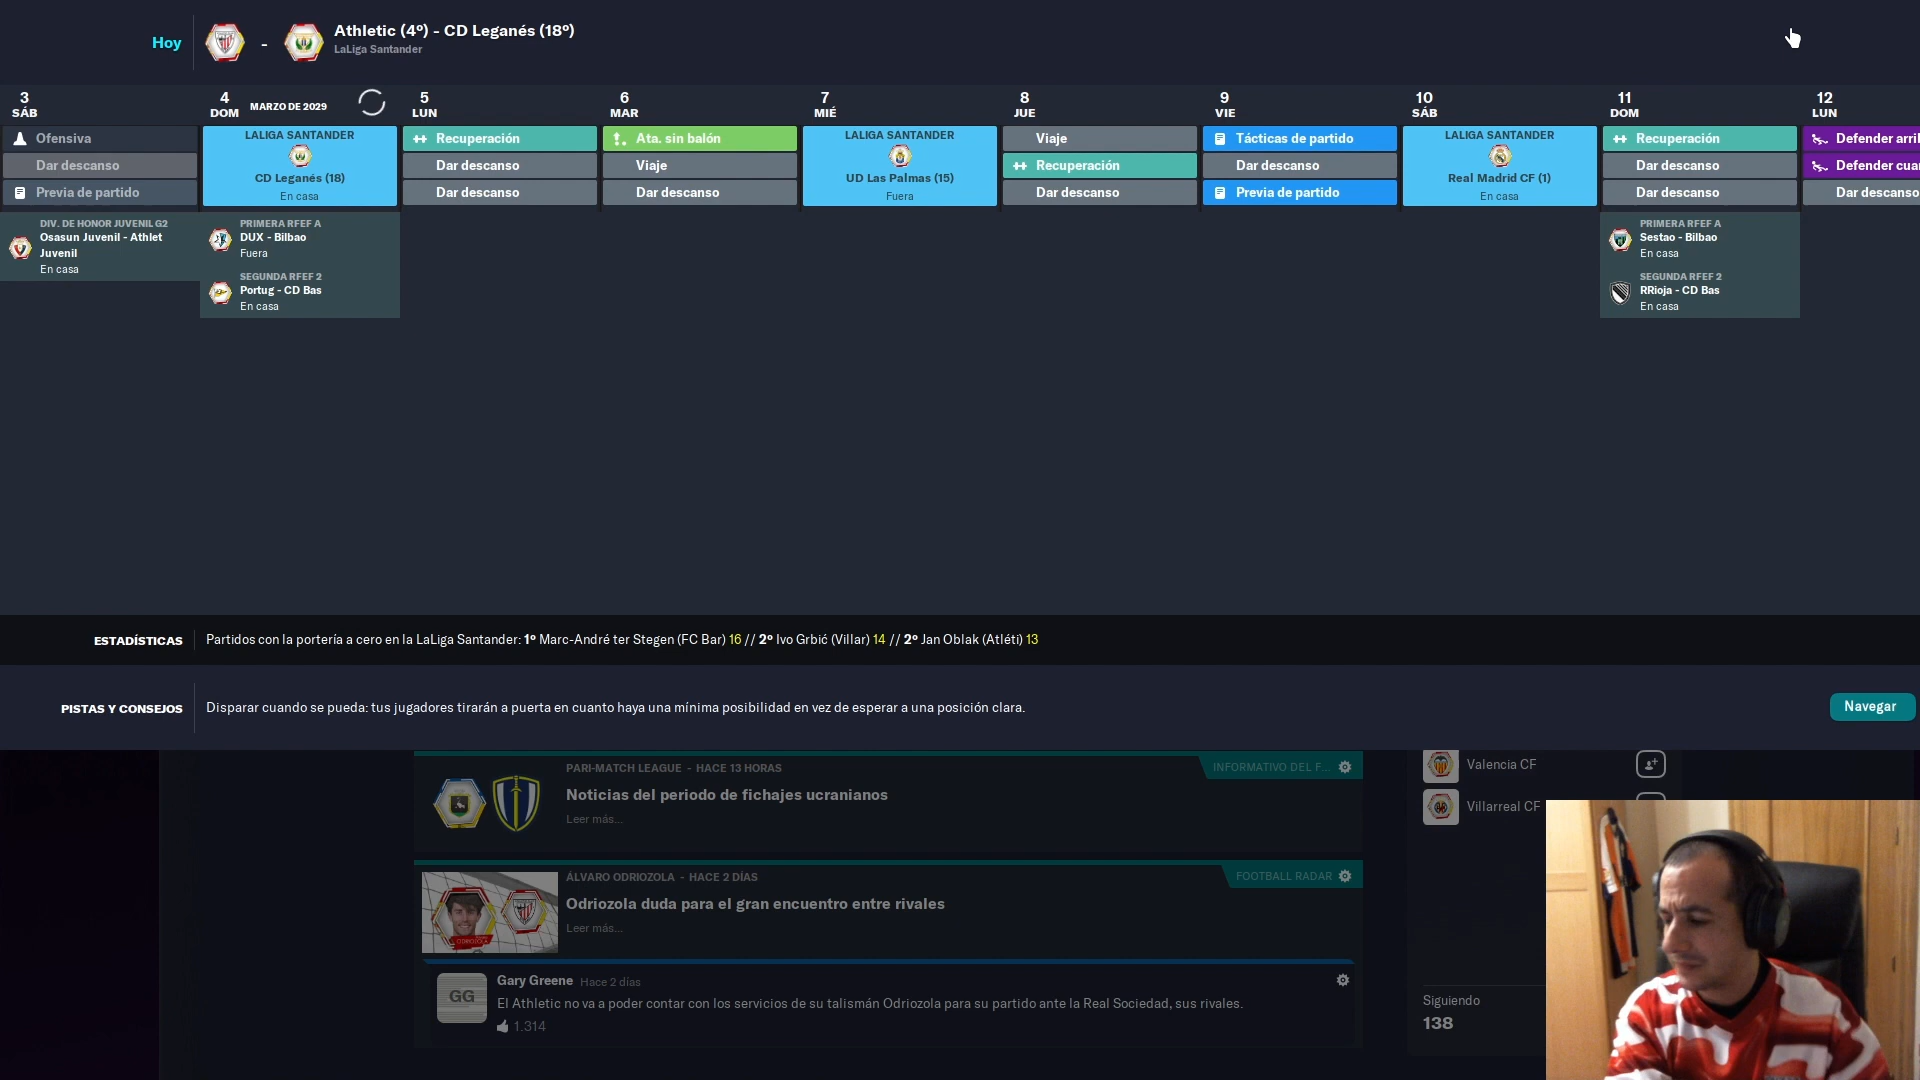 Hoy
-
Athletic (4º) - CD Leganés (18º)
LaLiga Santander
3
SÁB
4
DOM
MARZO DE 2029
5
LUN
6
MAR
7
MIÉ
8
JUE
9
VIE
10
SÁB
11
DOM
12
LUN
Ofensiva
Dar descanso
Previa de partido
LALIGA SANTANDER
CD Leganés (18)
En casa
Recuperación
Dar descanso
Dar descanso
Ata. sin balón
Viaje
Dar descanso
LALIGA SANTANDER
UD Las Palmas (15)
Fuera
Viaje
Recuperación
Dar descanso
Tácticas de partido
Dar descanso
Previa de partido
LALIGA SANTANDER
Real Madrid CF (1)
En casa
Recuperación
Dar descanso
Dar descanso
Defender arri
Defender cua
Dar descanso
DIV. DE HONOR JUVENIL G2
Osasun Juvenil - Athlet
Juvenil
En casa
PRIMERA RFEF A
DUX - Bilbao
Fuera
SEGUNDA RFEF 2
Portug - CD Bas
En casa
PRIMERA RFEF A
Sestao - Bilbao
En casa
SEGUNDA RFEF 2
RRioja - CD Bas
En casa
ESTADÍSTICAS
Partidos con la portería a cero en la LaLiga Santander: 1º Marc-André ter Stegen (FC Bar) 16 // 2º Ivo Grbić (Villar) 14 // 2º Jan Oblak (Atléti) 13
PISTAS Y CONSEJOS
Disparar cuando se pueda: tus jugadores tirarán a puerta en cuanto haya una mínima posibilidad en vez de esperar a una posición clara.
Navegar
PARI-MATCH LEAGUE - HACE 13 HORAS
INFORMATIVO DEL F...
Noticias del periodo de fichajes ucranianos
Leer más...
ÁLVARO ODRIOZOLA - HACE 2 DÍAS
FOOTBALL RADAR
Odriozola duda para el gran encuentro entre rivales
Leer más...
ODRIOZOLA
GG
Gary Greene Hace 2 días
El Athletic no va a poder contar con los servicios de su talismán Odriozola para su partido ante la Real Sociedad, sus rivales.
1.314
Valencia CF
Villarreal CF
Siguiendo
138